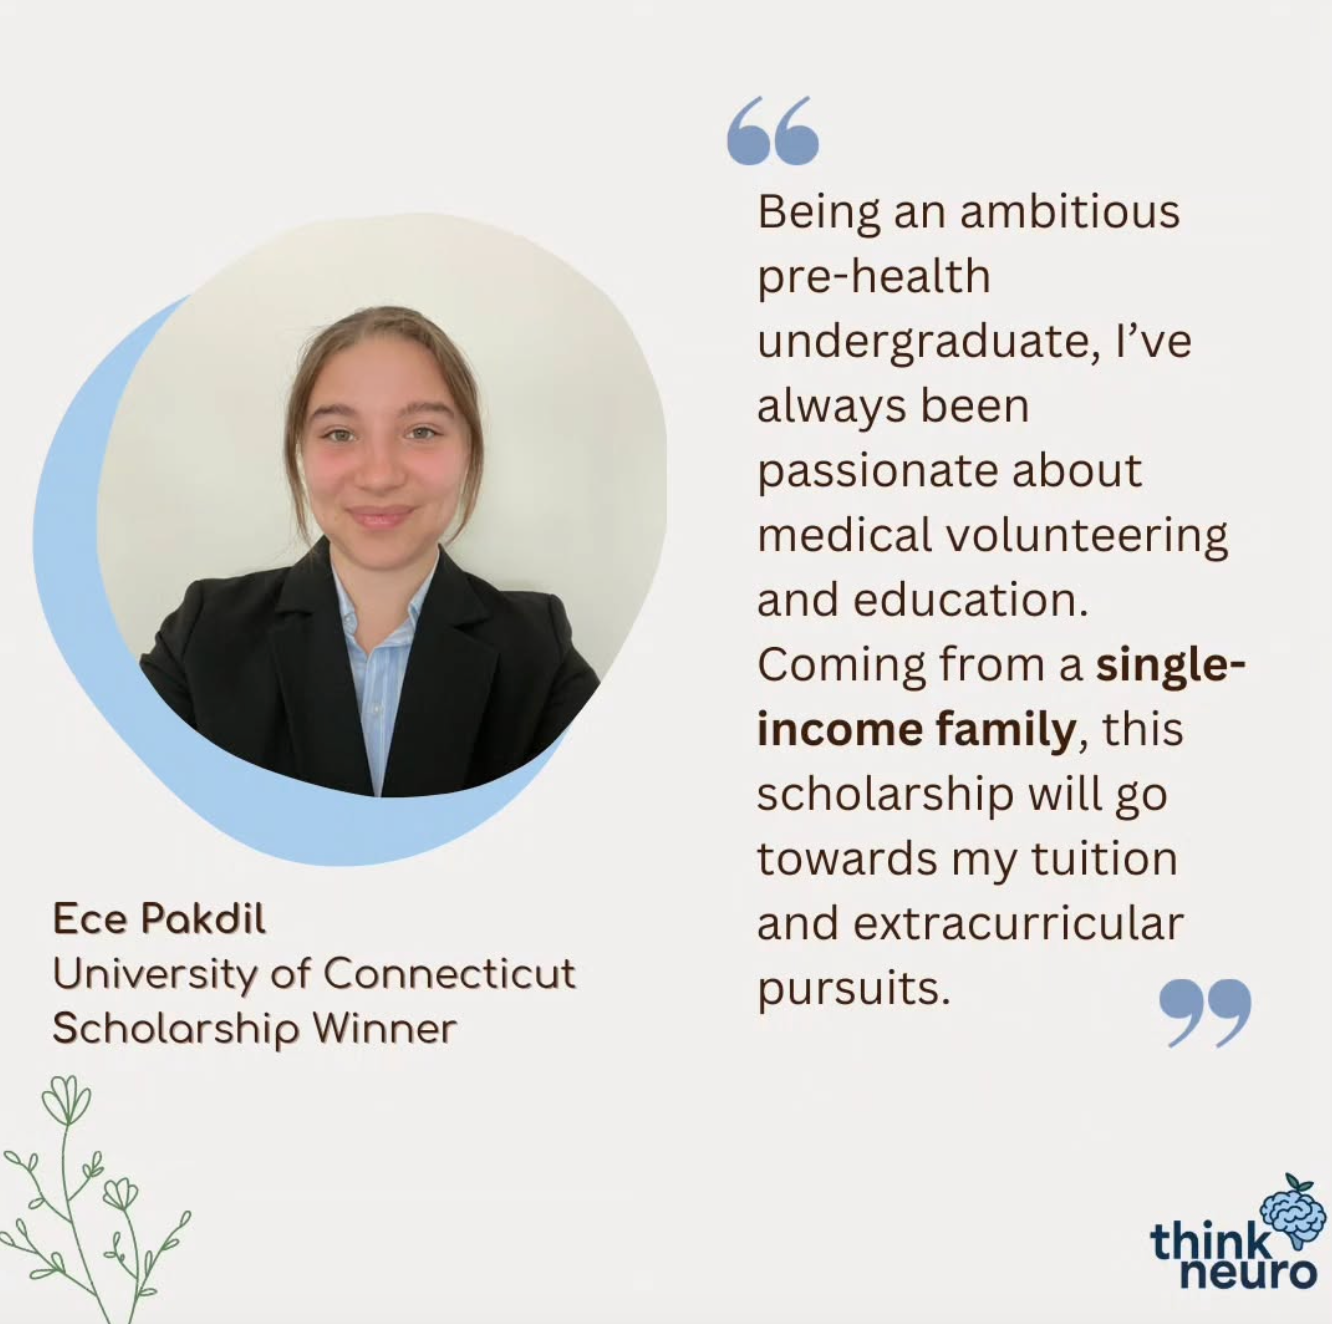 Being an ambitious
pre-health
undergraduate, I’ve
always been
passionate about
medical volunteering
and education.
Coming from a single-
income family, this
scholarship will go
towards my tuition
and extracurricular
pursuits.
Ece Pakdil
University of Connecticut
Scholarship Winner
think
neuro